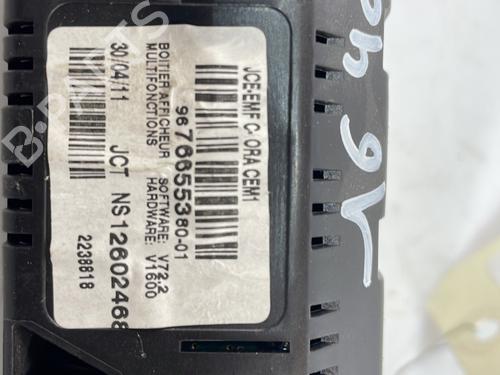 JCE-EMF C- ORA CEM1
9676655380-01
BOITIER AFFICHEUR SOFTWARE: V72.2
MULTIFONCTIONS HARDWARE: V1600
30/04/11 JCT NS12602468
2238818
B-PARTS